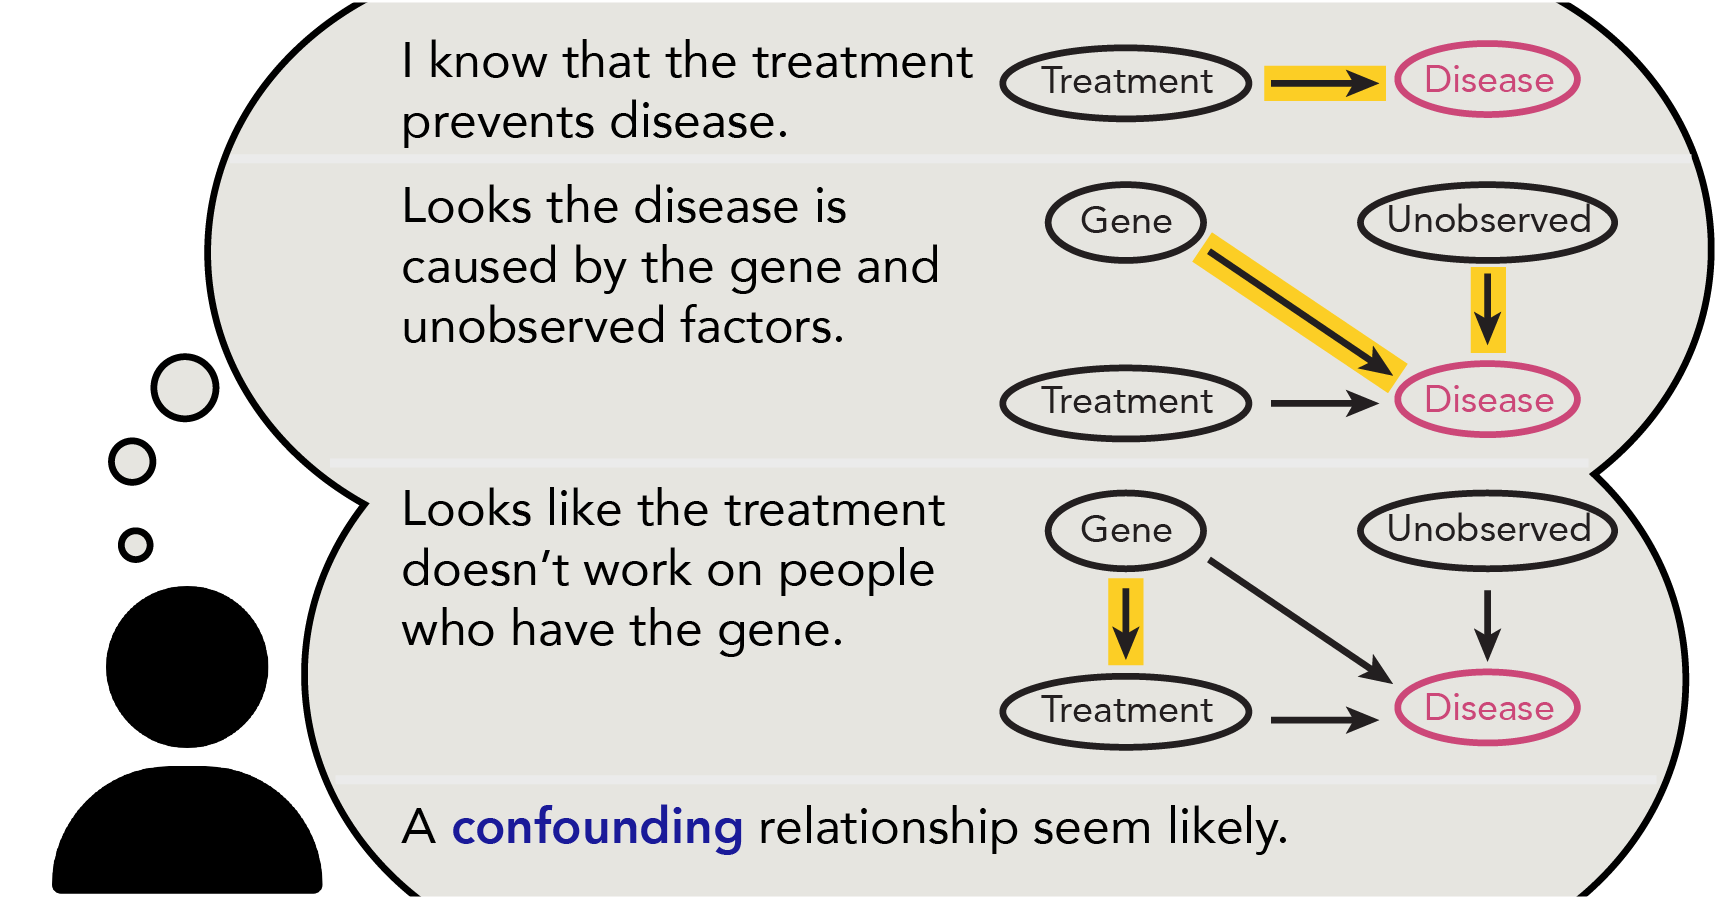 I know that the treatment
prevents disease.
Treatment
Disease
Looks the disease is
caused by the gene and
unobserved factors.
Gene
Unobserved
Treatment
Disease
Looks like the treatment
doesn’t work on people
who have the gene.
Gene
Unobserved
Treatment
Disease
A confounding relationship seem likely.